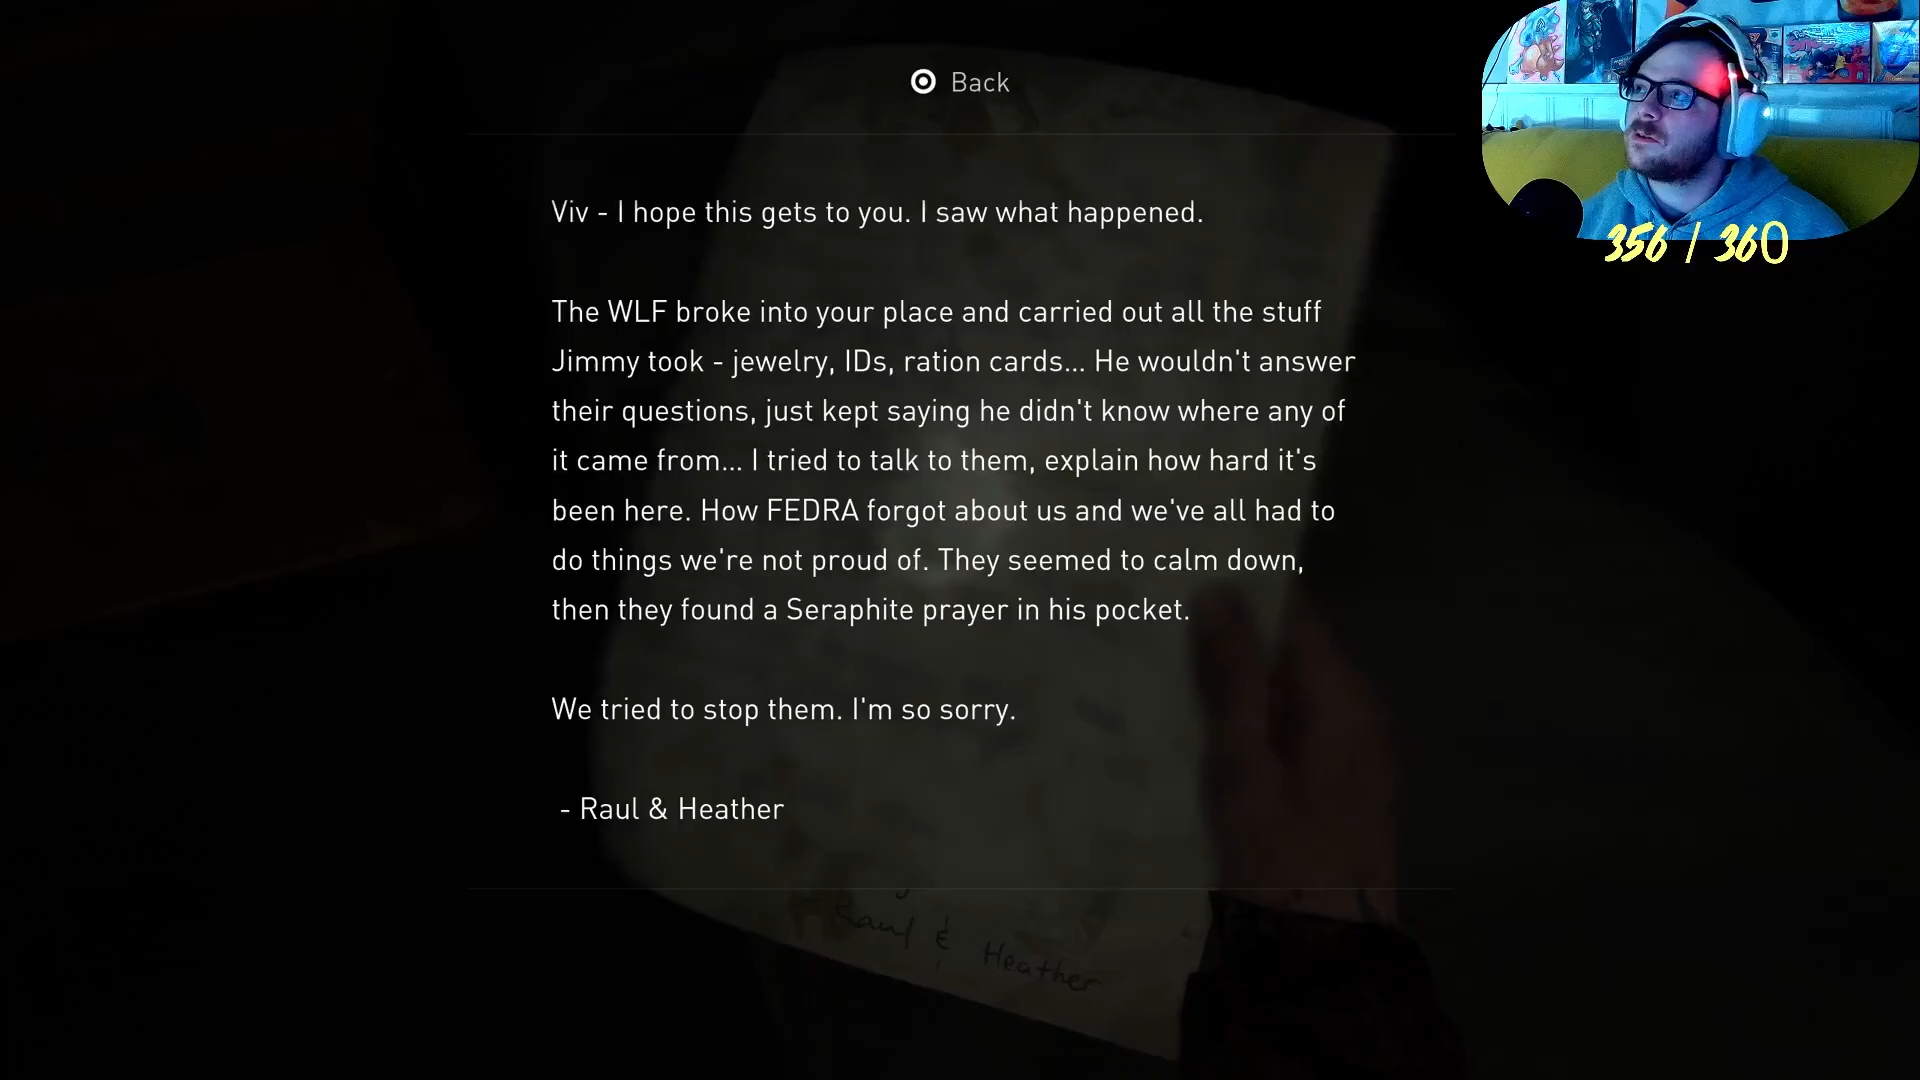 Back
356 / 360
Viv - I hope this gets to you. I saw what happened.
The WLF broke into your place and carried out all the stuff
Jimmy took - jewelry, IDs, ration cards... He wouldn't answer
their questions, just kept saying he didn't know where any of
it came from... I tried to talk to them, explain how hard it's
been here. How FEDRA forgot about us and we've all had to
do things we're not proud of. They seemed to calm down,
then they found a Seraphite prayer in his pocket.
We tried to stop them. I'm so sorry.
- Raul & Heather
- Raul & Heather